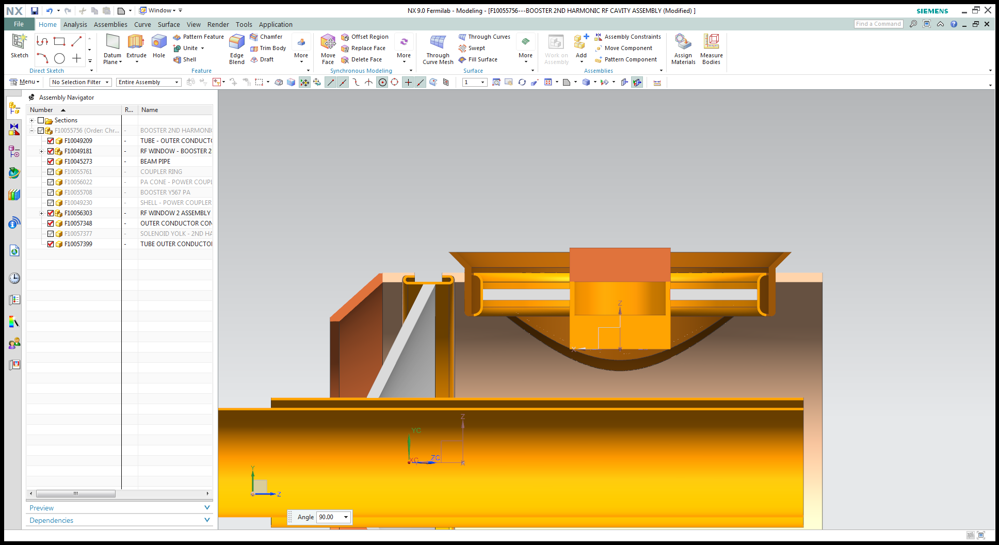 NX Window NX 9.0 Fermilab - Modeling - [F10055756---BOOSTER 2ND HARMONIC RF CAVITY ASSEMBLY (Modified) ] SIEMENS
File Home Analysis Assemblies Curve Surface View Render Tools Application Find a Command
Sketch
Direct Sketch
Datum Plane
Extrude
Hole
Pattern Feature
Unite
Shell
Edge Blend
Chamfer
Trim Body
Draft
More
Feature
Move Face
Offset Region
Replace Face
Delete Face
More
Synchronous Modeling
Through Curve Mesh
Through Curves
Swept
Fill Surface
More
Surface
Work on Assembly
Add
Assembly Constraints
Move Component
Pattern Component
Assemblies
Assign Materials
Measure Bodies
Menu No Selection Filter Entire Assembly 1
Assembly Navigator
Number R... Name
Sections
F10055756 (Order: Chr... - BOOSTER 2ND HARMONIC
F10049209 - TUBE - OUTER CONDUCTO
F10049181 - RF WINDOW - BOOSTER 2
F10045273 - BEAM PIPE
F10055761 - COUPLER RING
F10056022 - PA CONE - POWER COUPL
F10055708 - BOOSTER Y567 PA
F10049230 - SHELL - POWER COUPLER
F10056303 - RF WINDOW 2 ASSEMBLY
F10057348 - OUTER CONDUCTOR CON
F10057377 - SOLENOID YOLK - 2ND HA
F10057399 - TUBE OUTER CONDUCTO
Preview
Dependencies
Z
X
Z
YC
XC
ZC
Y
Z
Angle 90.00